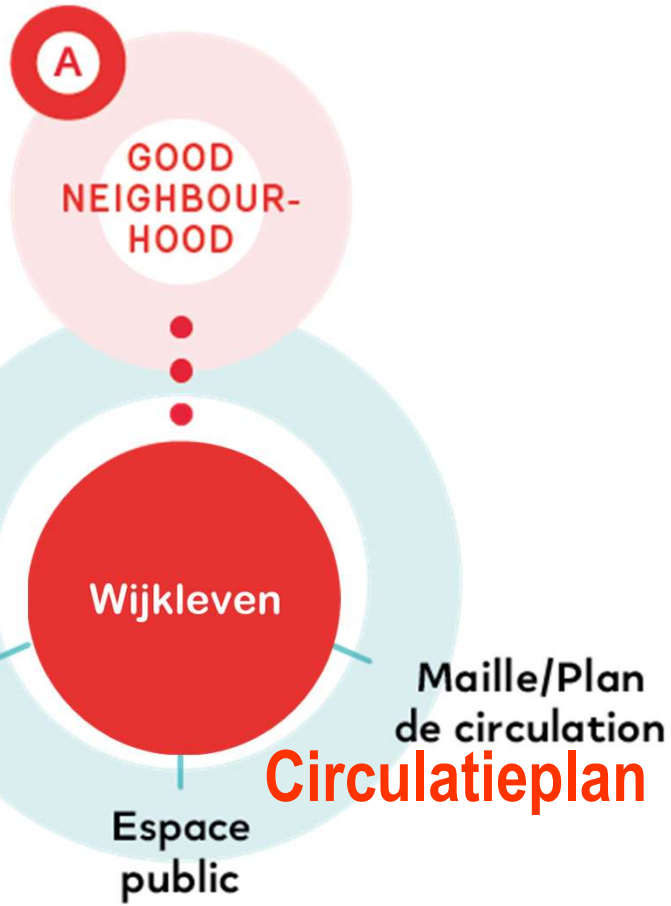 A
GOOD
NEIGHBOUR-
HOOD
Wijkleven
Maille/Plan
de circulation
Circulatieplan
Espace
public